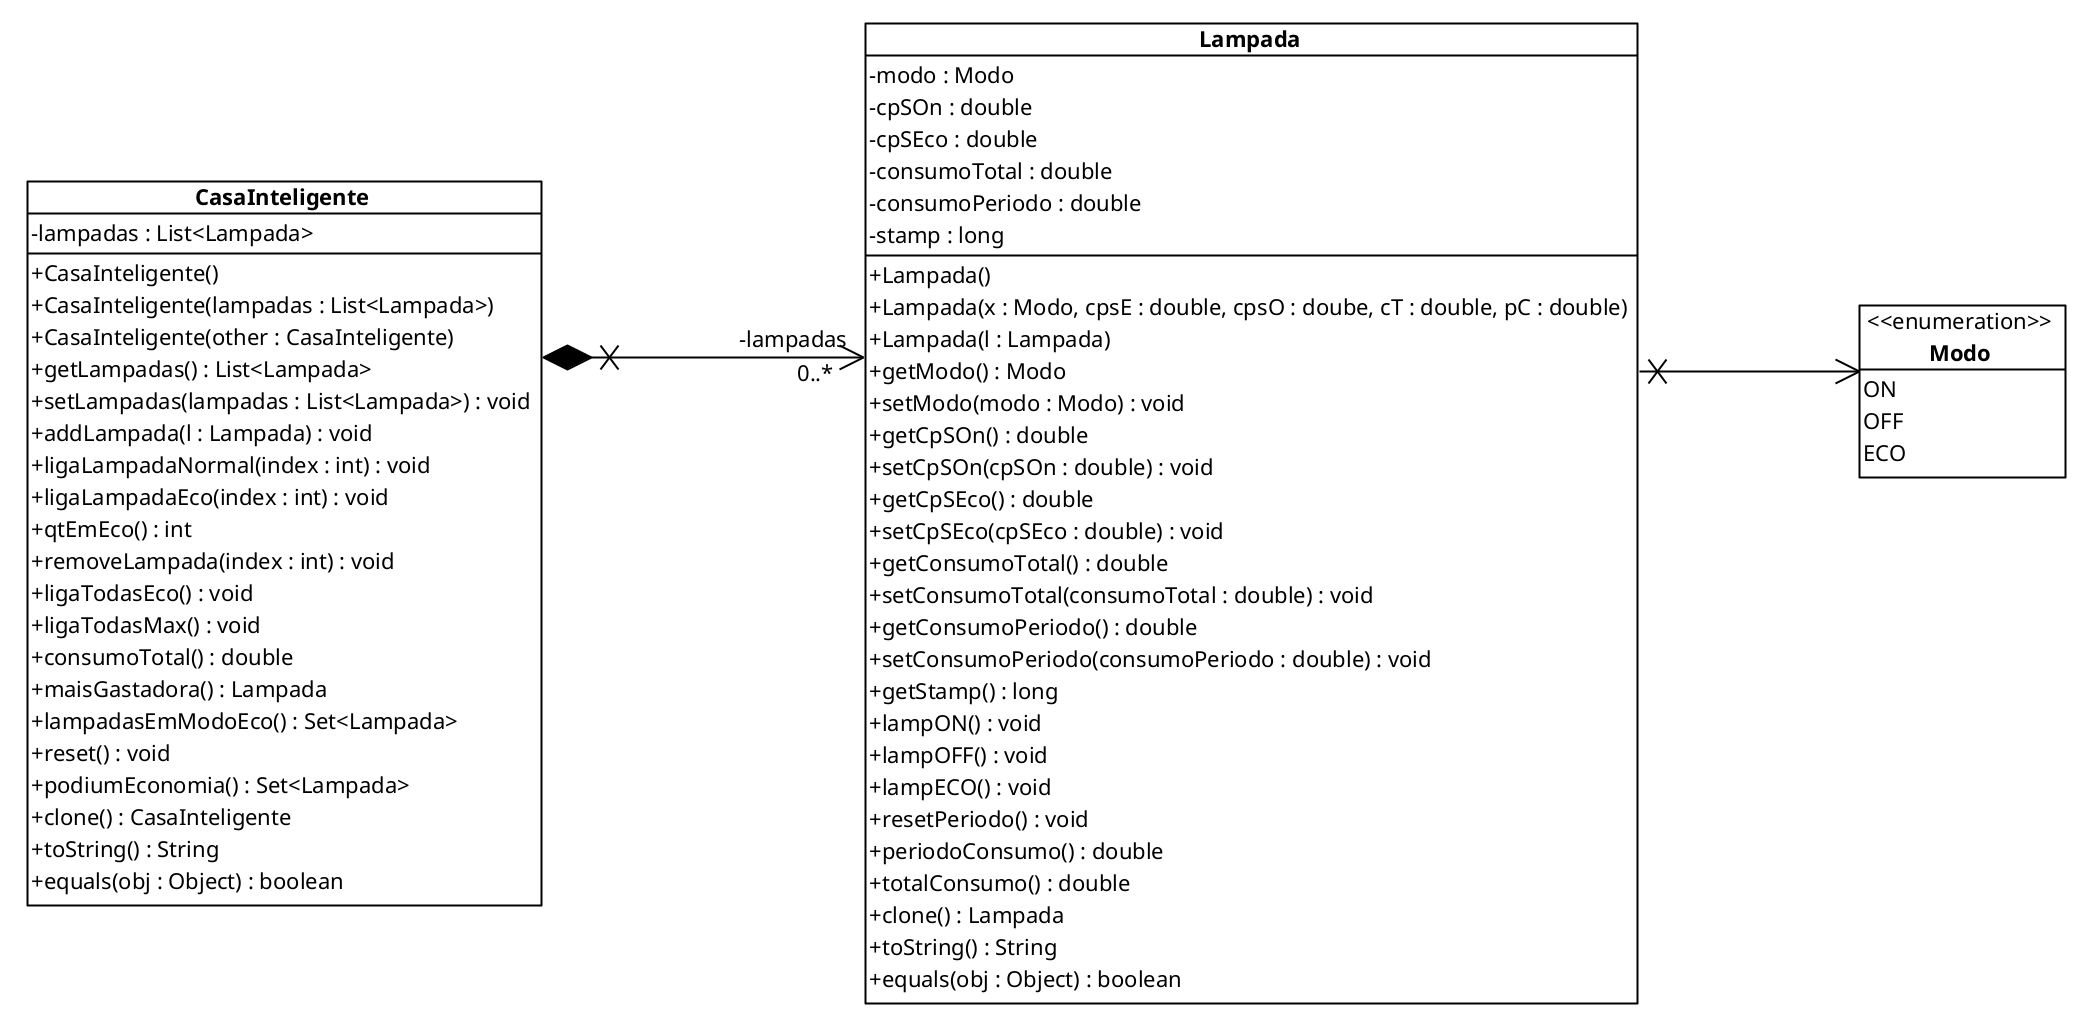 CasaInteligente
-lampadas : List<Lampada>
+CasaInteligente()
+CasaInteligente(lampadas : List<Lampada>)
+CasaInteligente(other : CasaInteligente)
+getLampadas() : List<Lampada>
+setLampadas(lampadas : List<Lampada>) : void
+addLampada(l : Lampada) : void
+ligaLampadaNormal(index : int) : void
+ligaLampadaEco(index : int) : void
+qtEmEco() : int
+removeLampada(index : int) : void
+ligaTodasEco() : void
+ligaTodasMax() : void
+consumoTotal() : double
+maisGastadora() : Lampada
+lampadasEmModoEco() : Set<Lampada>
+reset() : void
+podiumEconomia() : Set<Lampada>
+clone() : CasaInteligente
+toString() : String
+equals(obj : Object) : boolean
-lampadas
0..*
Lampada
-modo : Modo
-cpSOn : double
-cpSEco : double
-consumoTotal : double
-consumoPeriodo : double
-stamp : long
+Lampada()
+Lampada(x : Modo, cpsE : double, cpsO : doube, cT : double, pC : double)
+Lampada(l : Lampada)
+getModo() : Modo
+setModo(modo : Modo) : void
+getCpSOn() : double
+setCpSOn(cpSOn : double) : void
+getCpSEco() : double
+setCpSEco(cpSEco : double) : void
+getConsumoTotal() : double
+setConsumoTotal(consumoTotal : double) : void
+getConsumoPeriodo() : double
+setConsumoPeriodo(consumoPeriodo : double) : void
+getStamp() : long
+lampON() : void
+lampOFF() : void
+lampECO() : void
+resetPeriodo() : void
+periodoConsumo() : double
+totalConsumo() : double
+clone() : Lampada
+toString() : String
+equals(obj : Object) : boolean
<<enumeration>>
Modo
ON
OFF
ECO